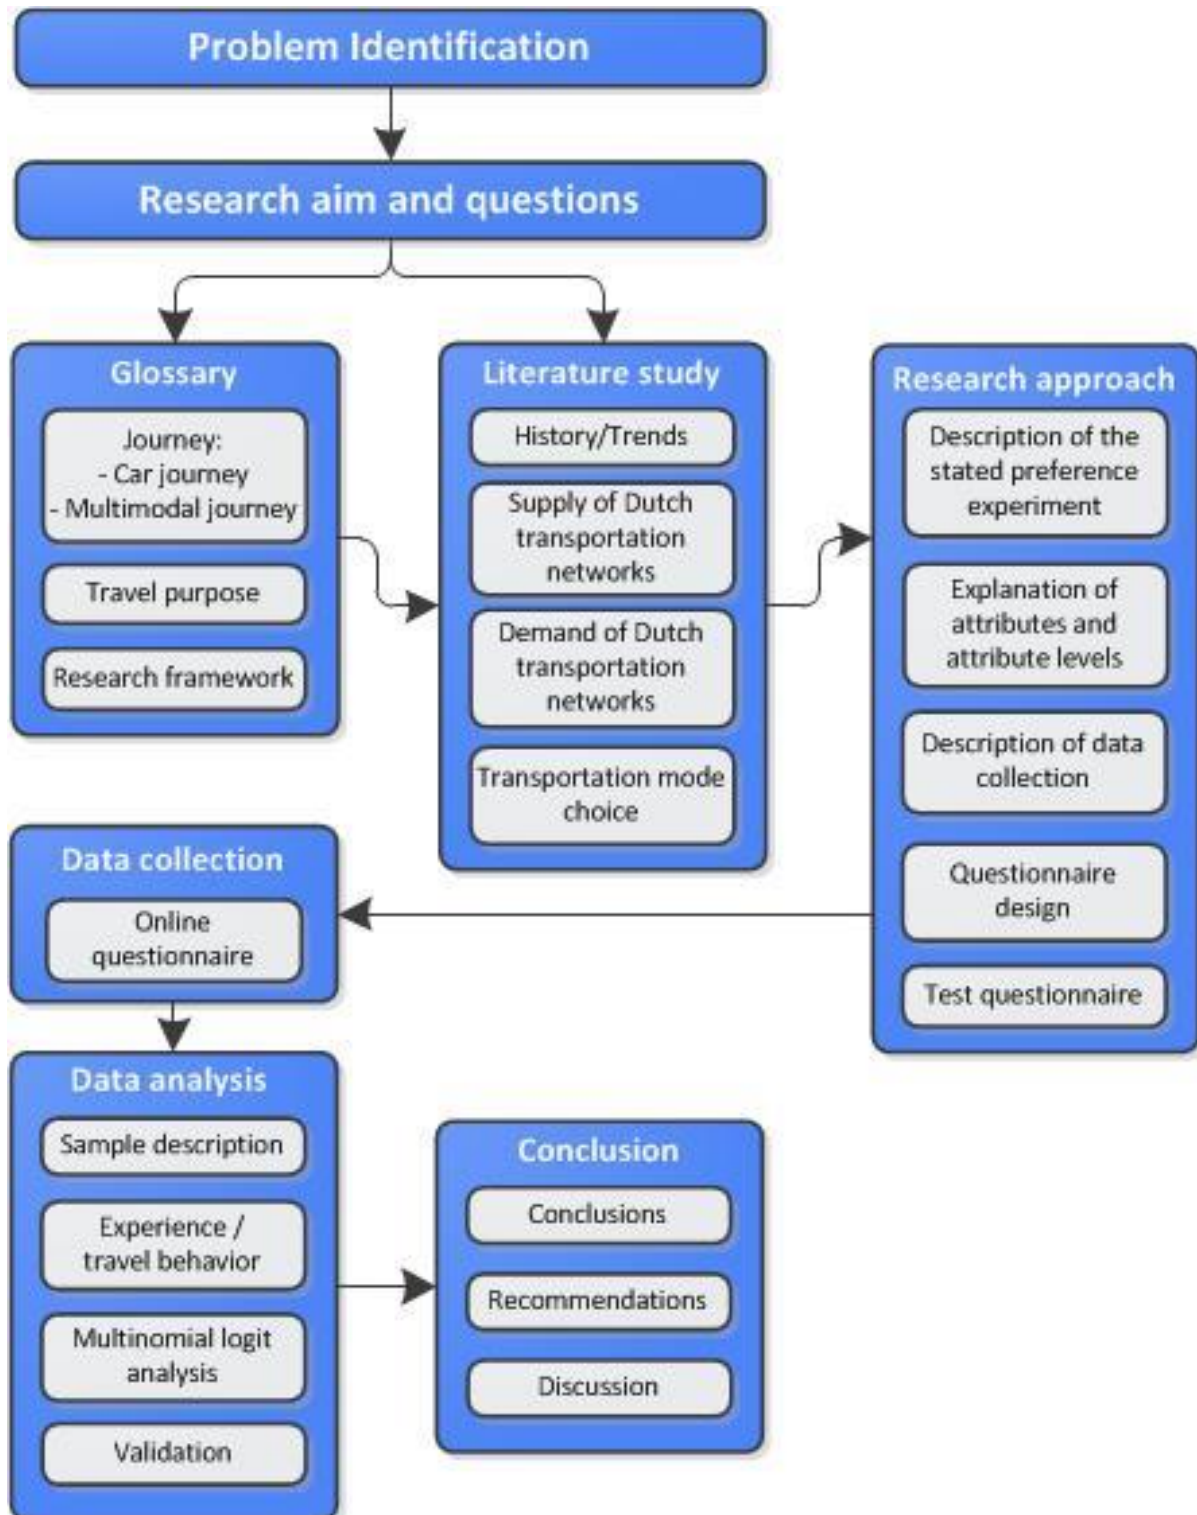 Problem Identification
Research aim and questions
Glossary
Journey:
- Car journey
- Multimodal journey
Travel purpose
Research framework
Literature study
History/Trends
Supply of Dutch
transportation
networks
Demand of Dutch
transportation
networks
Transportation mode
choice
Research approach
Description of the
stated preference
experiment
Explanation of
attributes and
attribute levels
Description of data
collection
Questionnaire
design
Test questionnaire
Data collection
Online
questionnaire
Data analysis
Sample description
Experience /
travel behavior
Multinomial logit
analysis
Validation
Conclusion
Conclusions
Recommendations
Discussion